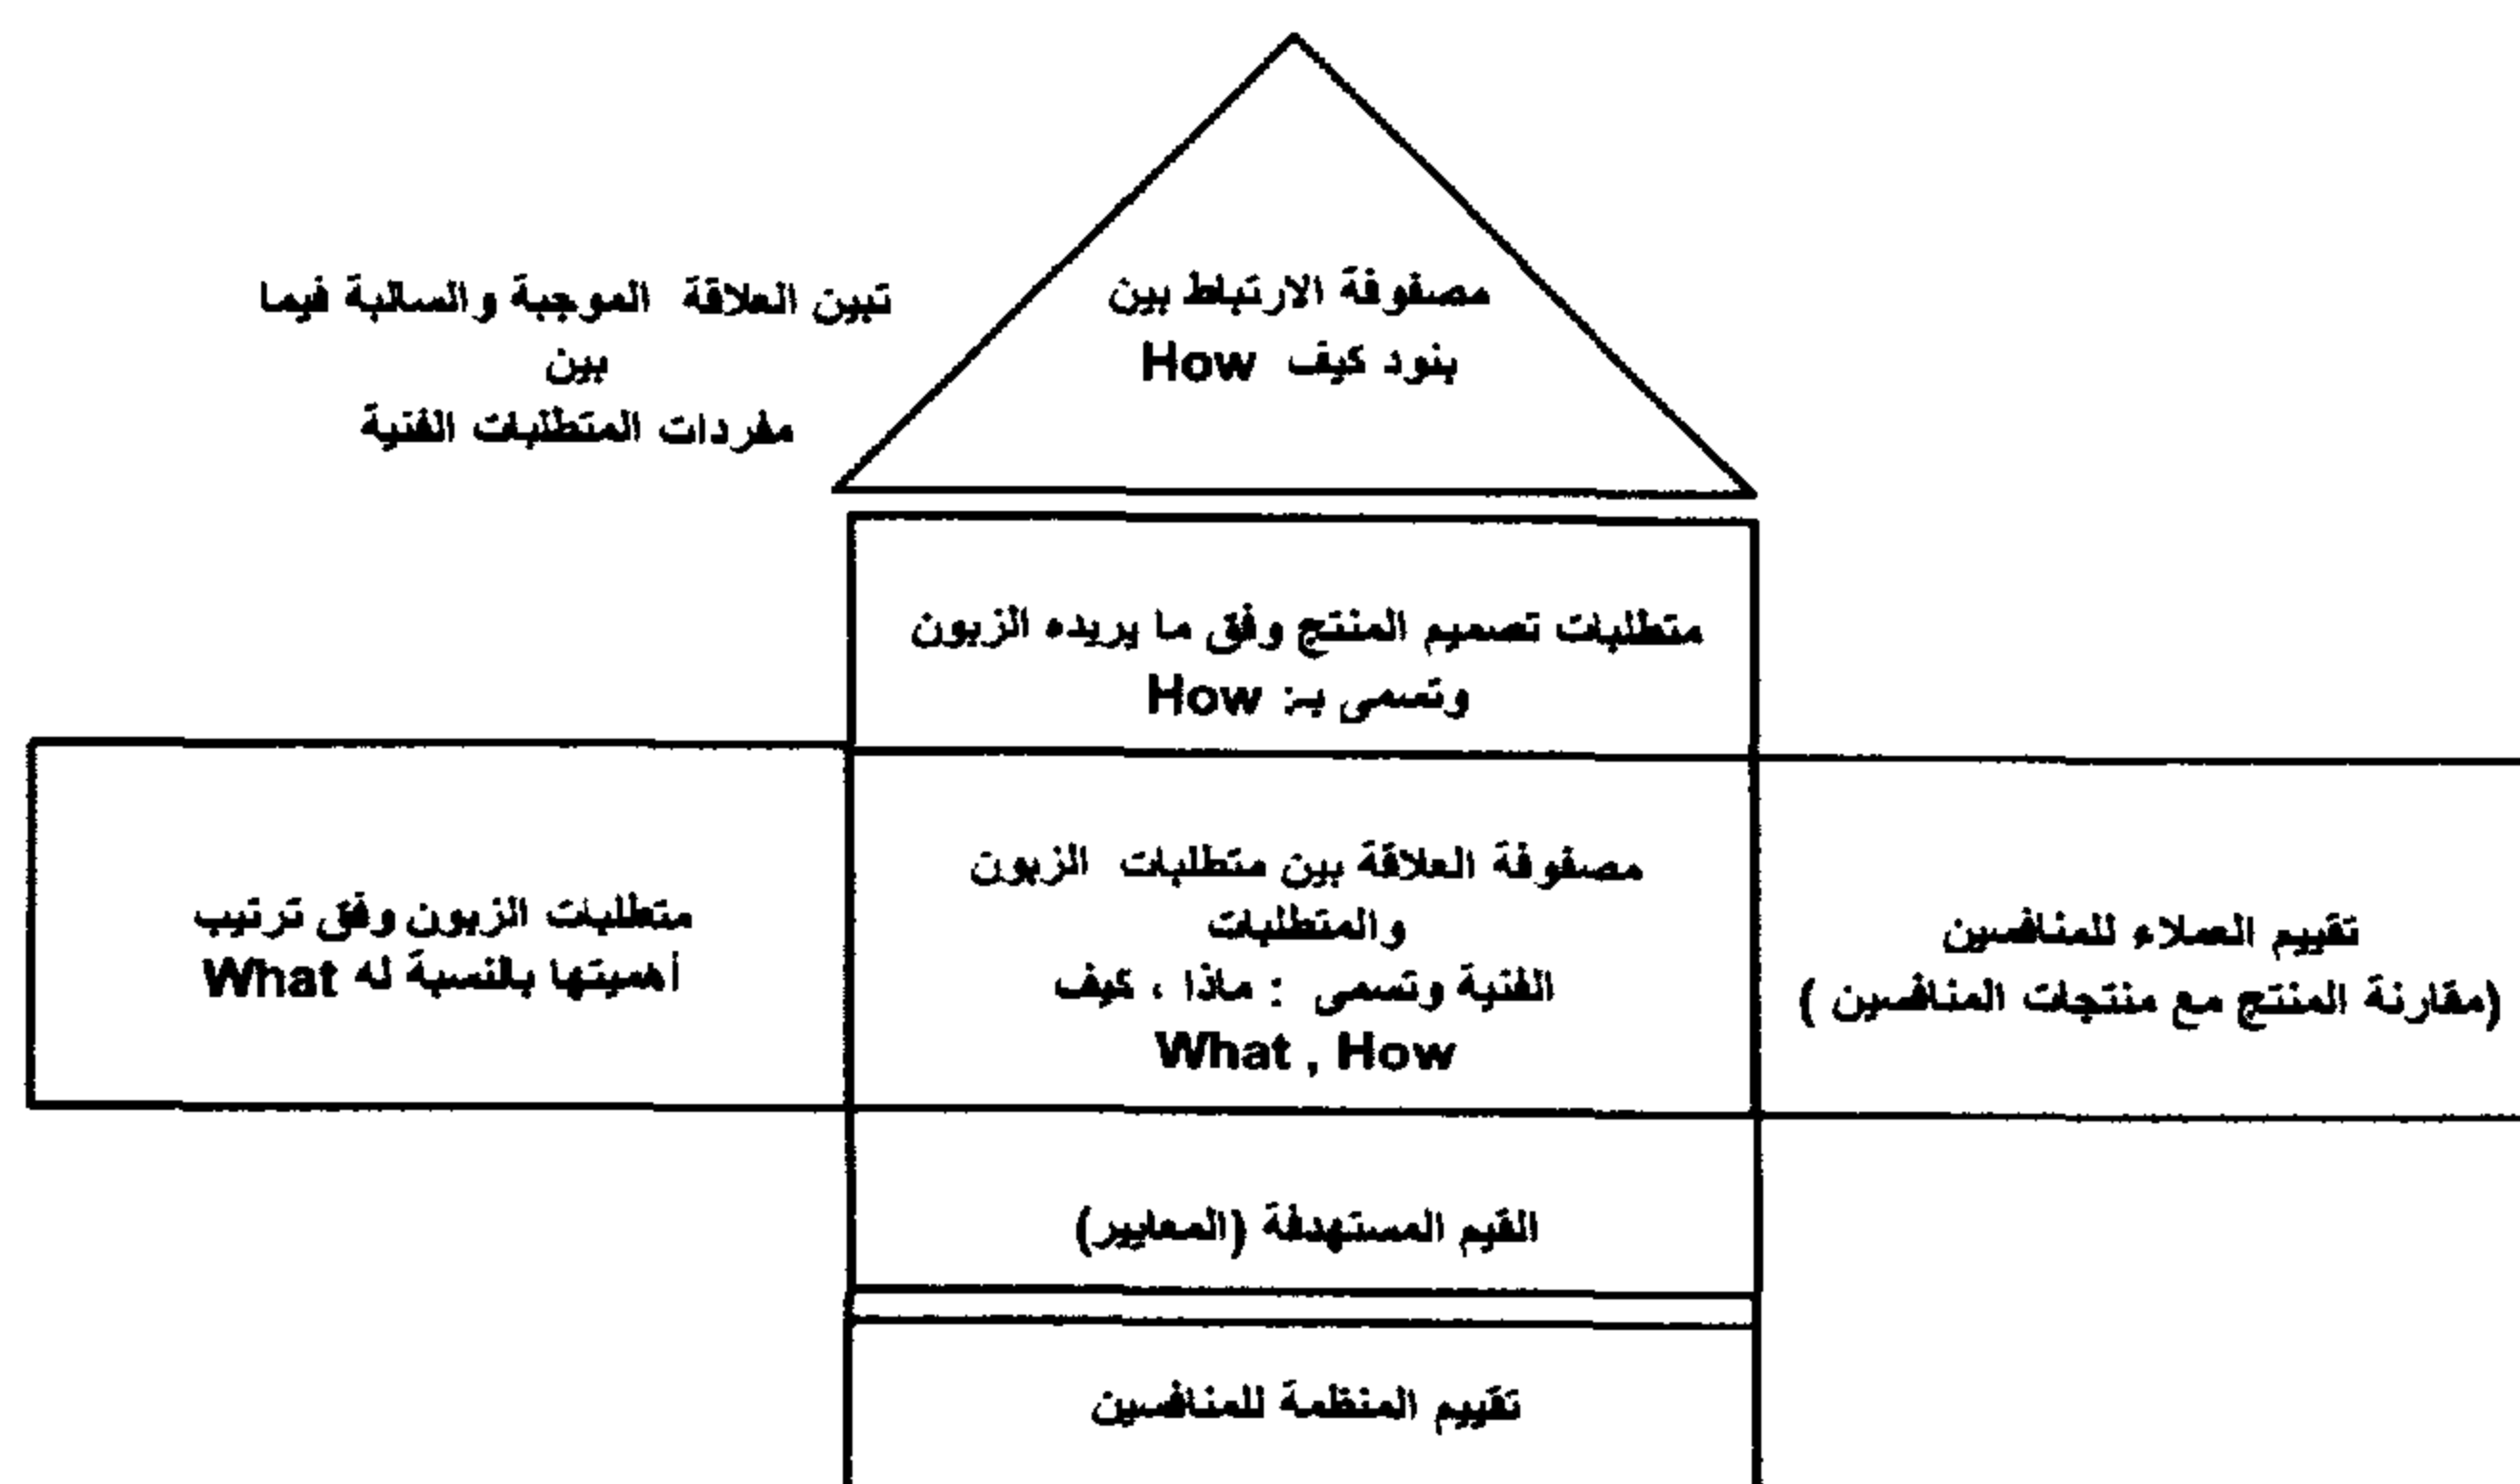 مصفوفة الارتباط بين
بنود كيف How
تبين العلاقة الموجبة والسالبة فيما
بين
مفردات المتطلبات الفنية
متطلبات تصميم المنتج وفق ما يريده الزبون
وتسمى بـ: How
متطلبات الزبون وفق ترتيب
أهميتها بالنسبة له What
مصفوفة العلاقة بين متطلبات الزبون
والمتطلبات
الفنية وتسمى : ماذا ، كيف
What , How
تقييم العملاء للمنافسين
(مقارنة المنتج مع منتجات المنافسين )
القيم المستهدفة (المعايير)
تقييم المنظمة للمنافسين